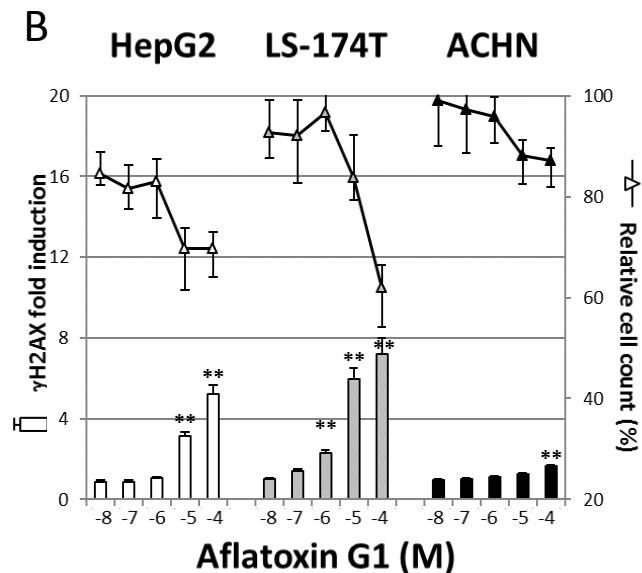 B
HepG2 LS-174T ACHN
20 100
16 80
12 60
8 40
4
0 20
γH2AX fold induction
Relative cell
count (%)
** ** ** ** ** **
-8 -7 -6 -5 -4 -8 -7 -6 -5 -4 -8 -7 -6 -5 -4
Aflatoxin G1 (M)